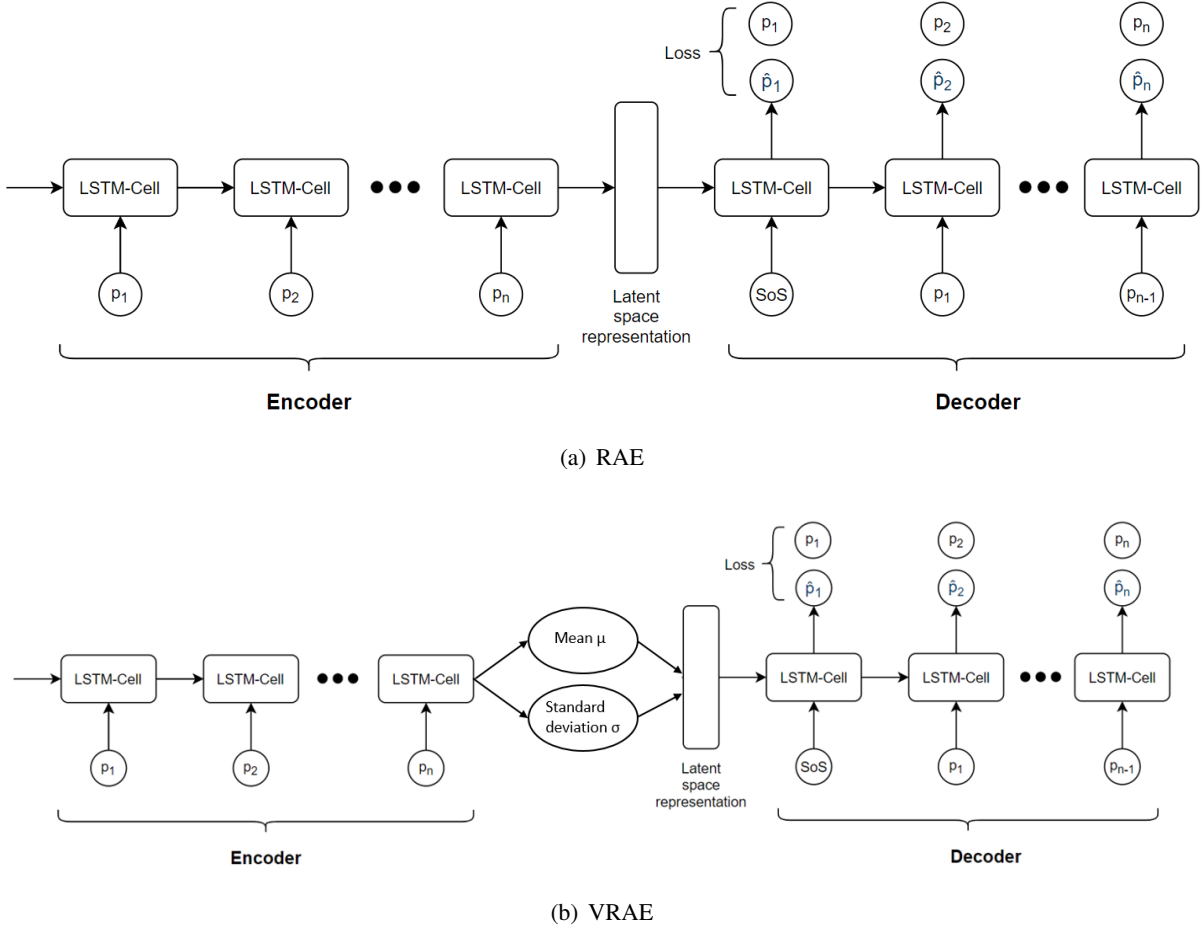 p₁ p₂ pₙ
Loss
p̂₁ p̂₂ p̂ₙ
LSTM-Cell LSTM-Cell LSTM-Cell LSTM-Cell LSTM-Cell LSTM-Cell
p₁ p₂ pₙ SoS p₁ pₙ₋₁
Latent
space
representation
Encoder Decoder
(a) RAE
p₁ p₂ pₙ
Loss
p̂₁ p̂₂ p̂ₙ
Mean μ
LSTM-Cell LSTM-Cell LSTM-Cell LSTM-Cell LSTM-Cell LSTM-Cell
Standard
deviation σ
p₁ p₂ pₙ SoS p₁ pₙ₋₁
Latent
space
representation
Encoder Decoder
(b) VRAE